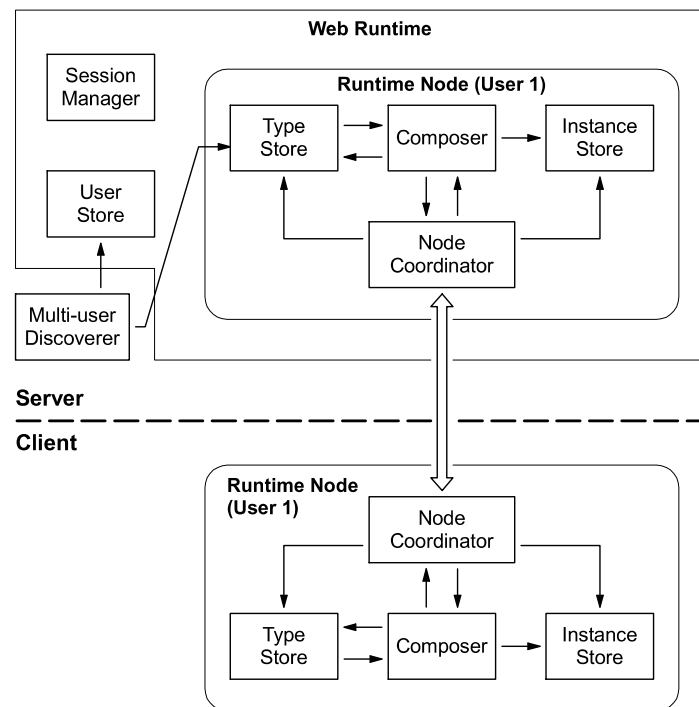 Web Runtime
Session
Manager
Runtime Node (User 1)
Type
Store
Composer
Instance
Store
User
Store
Node
Coordinator
Multi-user
Discoverer
Server
Client
Runtime Node
(User 1)
Node
Coordinator
Type
Store
Composer
Instance
Store